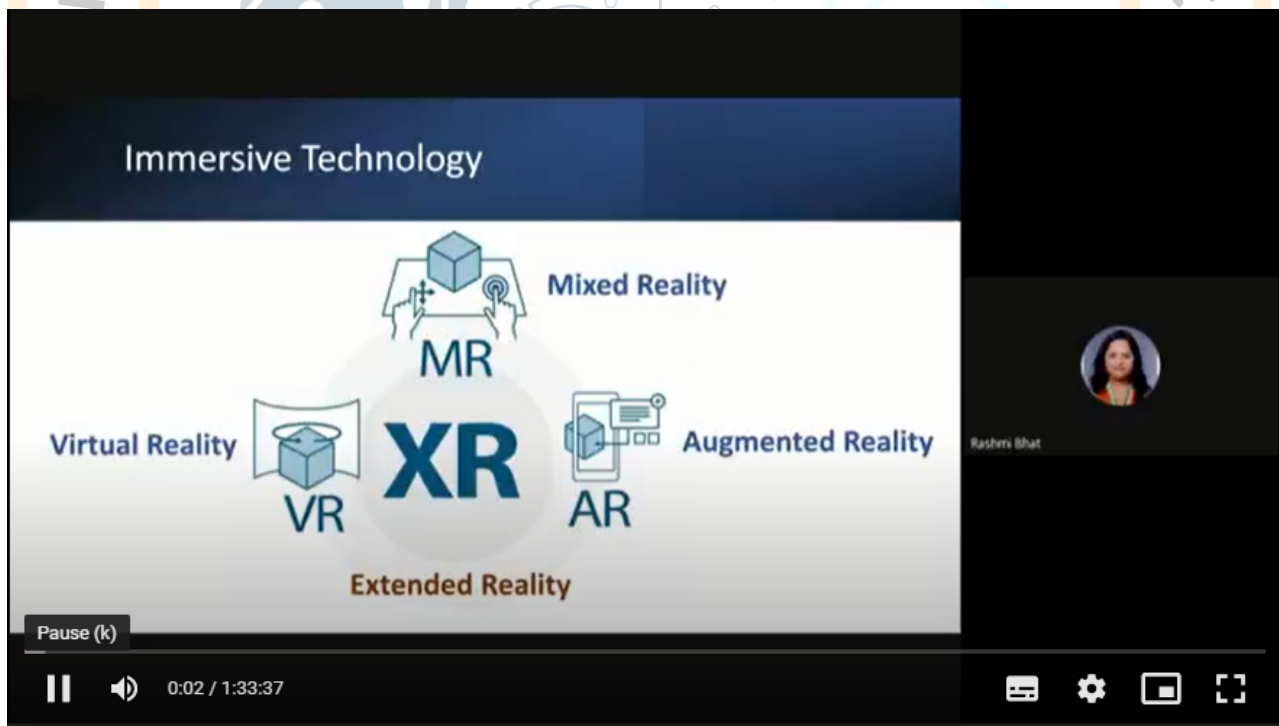 Immersive Technology
Mixed Reality
MR
Virtual Reality
VR
XR
AR
Augmented Reality
Extended Reality
Rashmi Bhat
Pause (k)
0:02 / 1:33:37